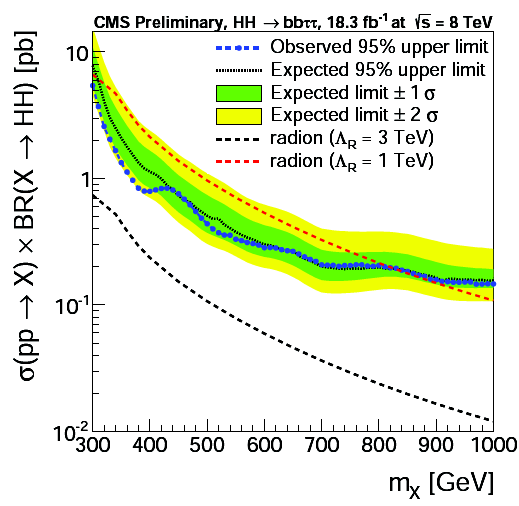 CMS Preliminary, HH → bbττ, 18.3 fb⁻¹ at √s = 8 TeV
Observed 95% upper limit
Expected 95% upper limit
Expected limit ± 1 σ
Expected limit ± 2 σ
radion (Λ_R = 3 TeV)
radion (Λ_R = 1 TeV)
σ(pp → X) × BR(X → HH) [pb]
10
1
10⁻¹
10⁻²
300 400 500 600 700 800 900 1000
m_X [GeV]